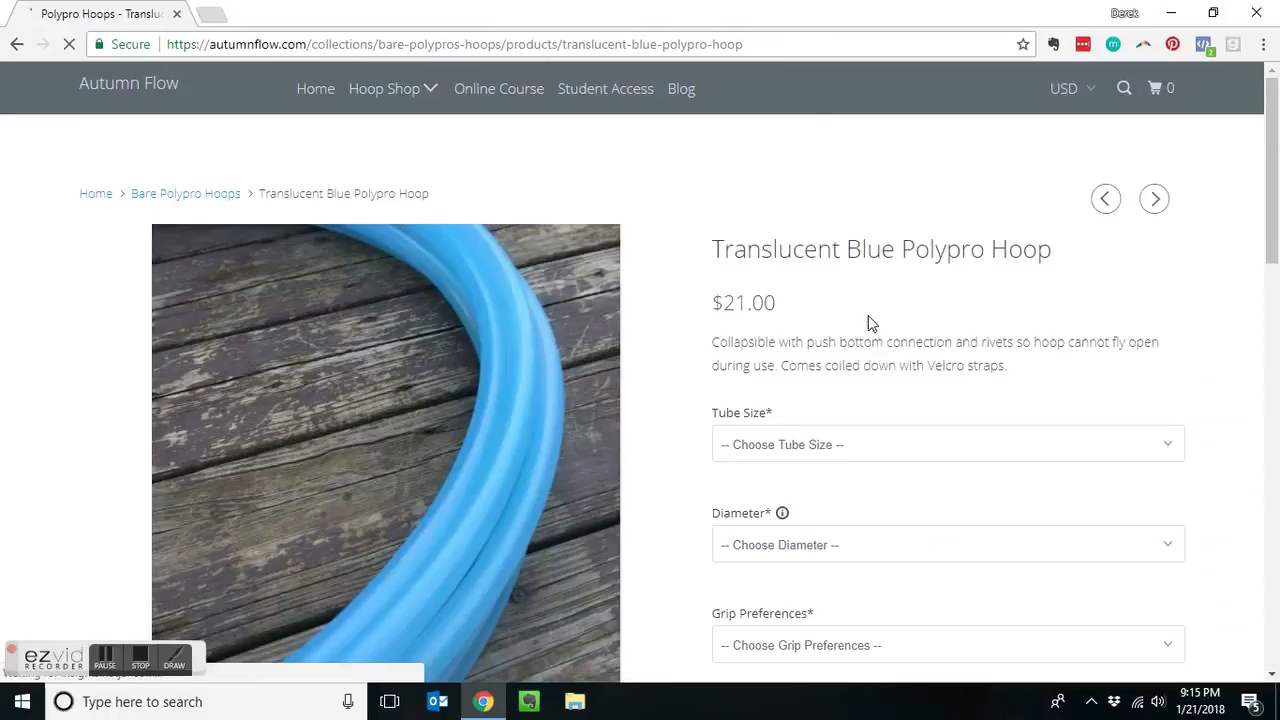 Polypro Hoops - Transluc
Derek
Secure
https://autumnflow.com/collections/bare-polypros-hoops/products/translucent-blue-polypro-hoop
2
Autumn Flow
Home
Hoop Shop
Online Course
Student Access
Blog
USD
0
Home > Bare Polypro Hoops > Translucent Blue Polypro Hoop
Translucent Blue Polypro Hoop
$21.00
Collapsible with push bottom connection and rivets so hoop cannot fly open
during use. Comes coiled down with Velcro straps.
Tube Size*
-- Choose Tube Size --
Diameter*
-- Choose Diameter --
Grip Preferences*
-- Choose Grip Preferences --
ezvid
RECORDER
PAUSE
STOP
DRAW
Type here to search
9:15 PM
1/21/2018
5